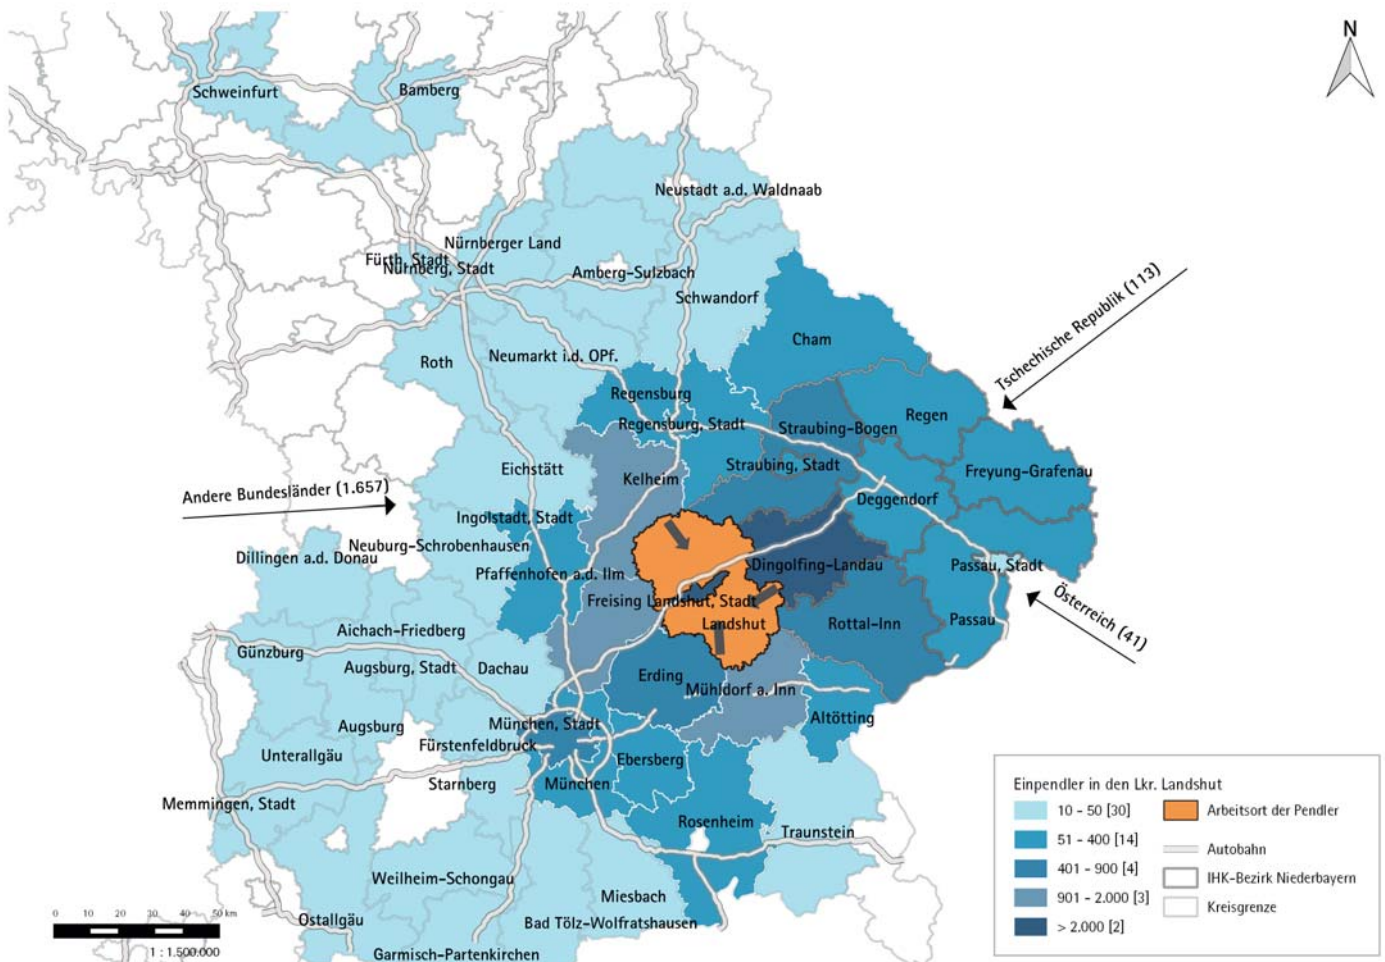 N
Schweinfurt
Bamberg
Neustadt a.d. Waldnaab
Nürnberger Land
Fürth, Stadt
Nürnberg, Stadt
Amberg-Sulzbach
Schwandorf
Tschechische Republik (113)
Cham
Roth
Neumarkt i.d. OPf.
Regensburg
Regen
Regensburg, Stadt
Straubing-Bogen
Eichstätt
Straubing, Stadt
Freyung-Grafenau
Kelheim
Andere Bundesländer (1.657)
Deggendorf
Ingolstadt, Stadt
Neuburg-Schrobenhausen
Dillingen a.d. Donau
Dingolfing-Landau
Passau, Stadt
Pfaffenhofen a.d. Ilm
Österreich (41)
Freising
Landshut, Stadt
Landshut
Rottal-Inn
Passau
Aichach-Friedberg
Günzburg
Augsburg, Stadt
Dachau
Erding
Mühldorf a. Inn
Altötting
München, Stadt
Augsburg
Fürstenfeldbruck
Unterallgäu
Ebersberg
Starnberg
München
Memmingen, Stadt
Rosenheim
Traunstein
Weilheim-Schongau
Miesbach
Ostallgäu
Bad Tölz-Wolfratshausen
Garmisch-Partenkirchen
0 10 20 30 40 50 km
1 : 1.500.000
Einpendler in den Lkr. Landshut
10 - 50 [30]
51 - 400 [14]
401 - 900 [4]
901 - 2.000 [3]
> 2.000 [2]
Arbeitsort der Pendler
Autobahn
IHK-Bezirk Niederbayern
Kreisgrenze